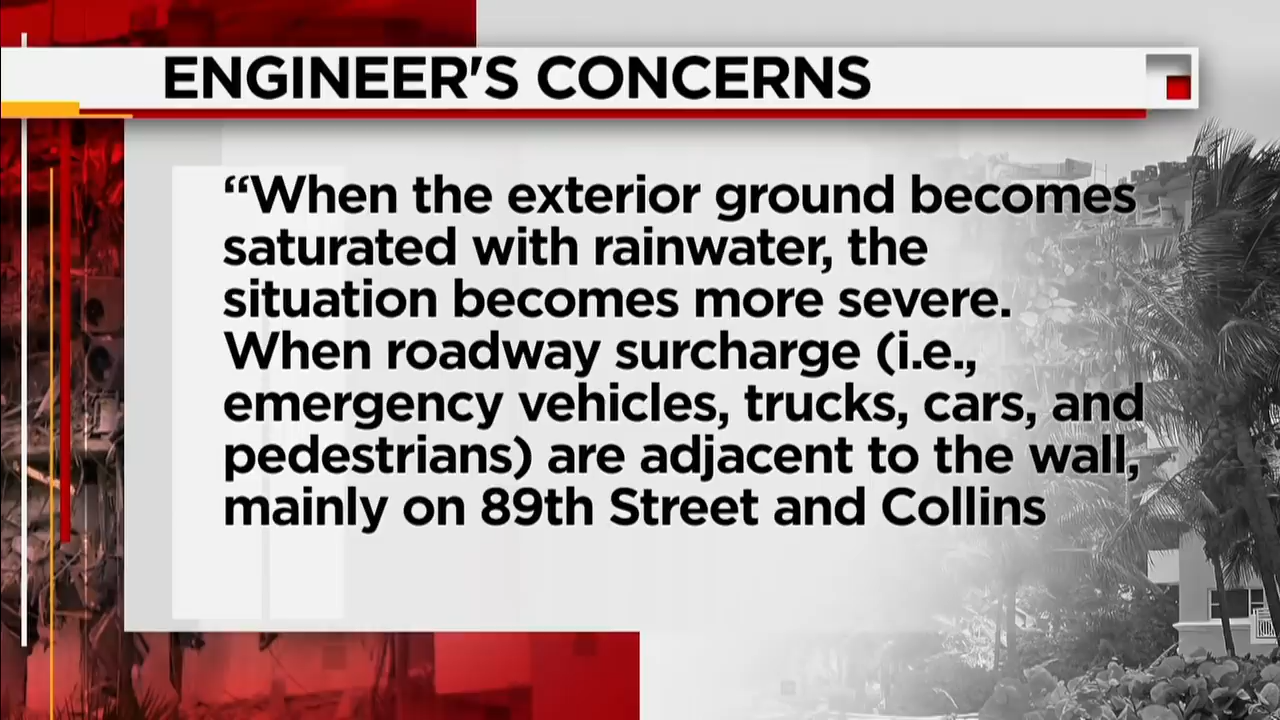 ENGINEER'S CONCERNS
“When the exterior ground becomes
saturated with rainwater, the
situation becomes more severe.
When roadway surcharge (i.e.,
emergency vehicles, trucks, cars, and
pedestrians) are adjacent to the wall,
mainly on 89th Street and Collins